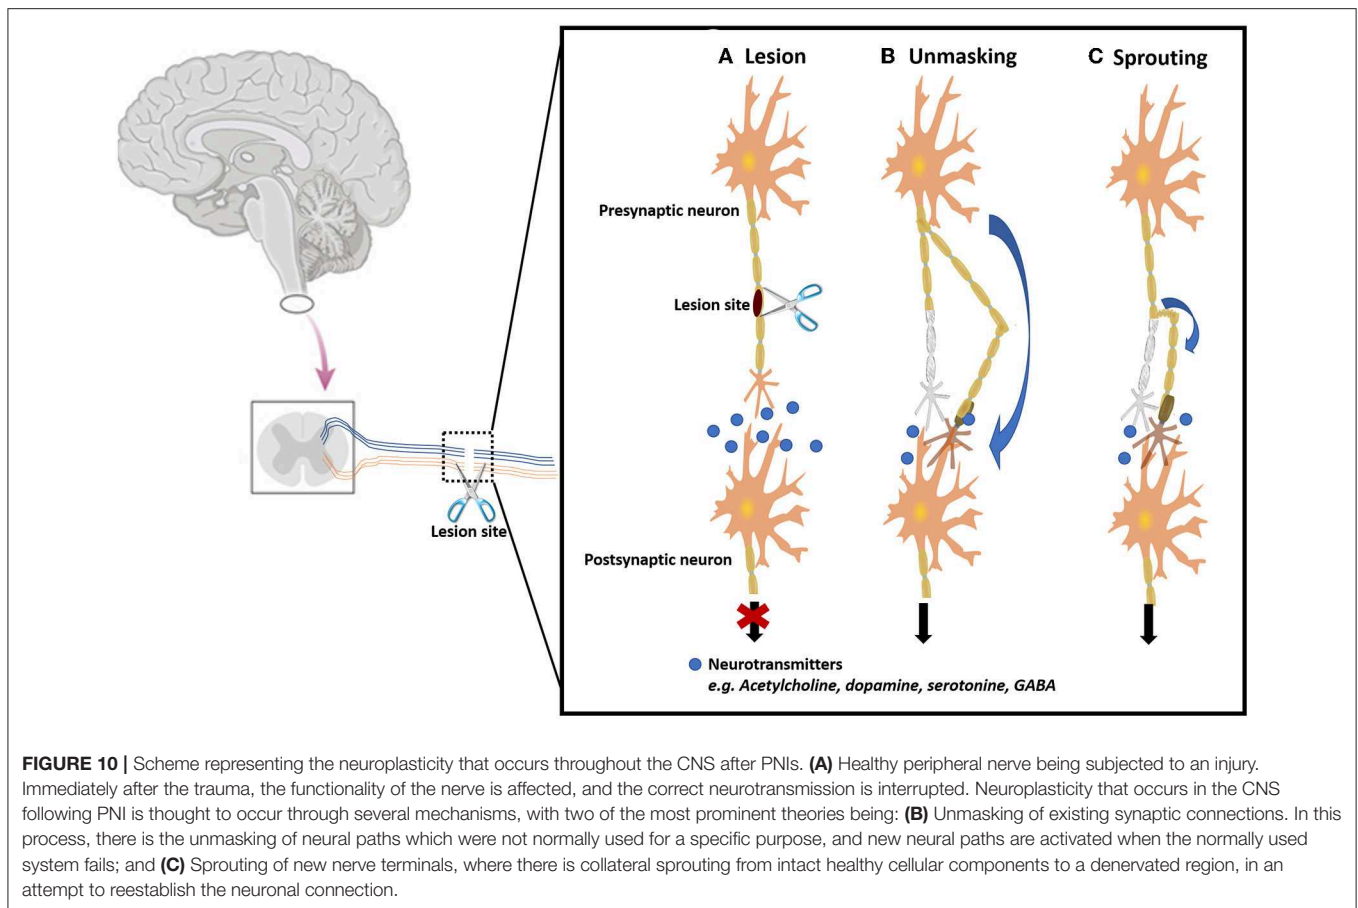 A Lesion
B Unmasking
C Sprouting
Presynaptic neuron
Lesion site
Lesion site
Postsynaptic neuron
Neurotransmitters
e.g. Acetylcholine, dopamine, serotonine, GABA
FIGURE 10 | Scheme representing the neuroplasticity that occurs throughout the CNS after PNIs. (A) Healthy peripheral nerve being subjected to an injury.
Immediately after the trauma, the functionality of the nerve is affected, and the correct neurotransmission is interrupted. Neuroplasticity that occurs in the CNS
following PNI is thought to occur through several mechanisms, with two of the most prominent theories being: (B) Unmasking of existing synaptic connections. In this
process, there is the unmasking of neural paths which were not normally used for a specific purpose, and new neural paths are activated when the normally used
system fails; and (C) Sprouting of new nerve terminals, where there is collateral sprouting from intact healthy cellular components to a denervated region, in an
attempt to reestablish the neuronal connection.